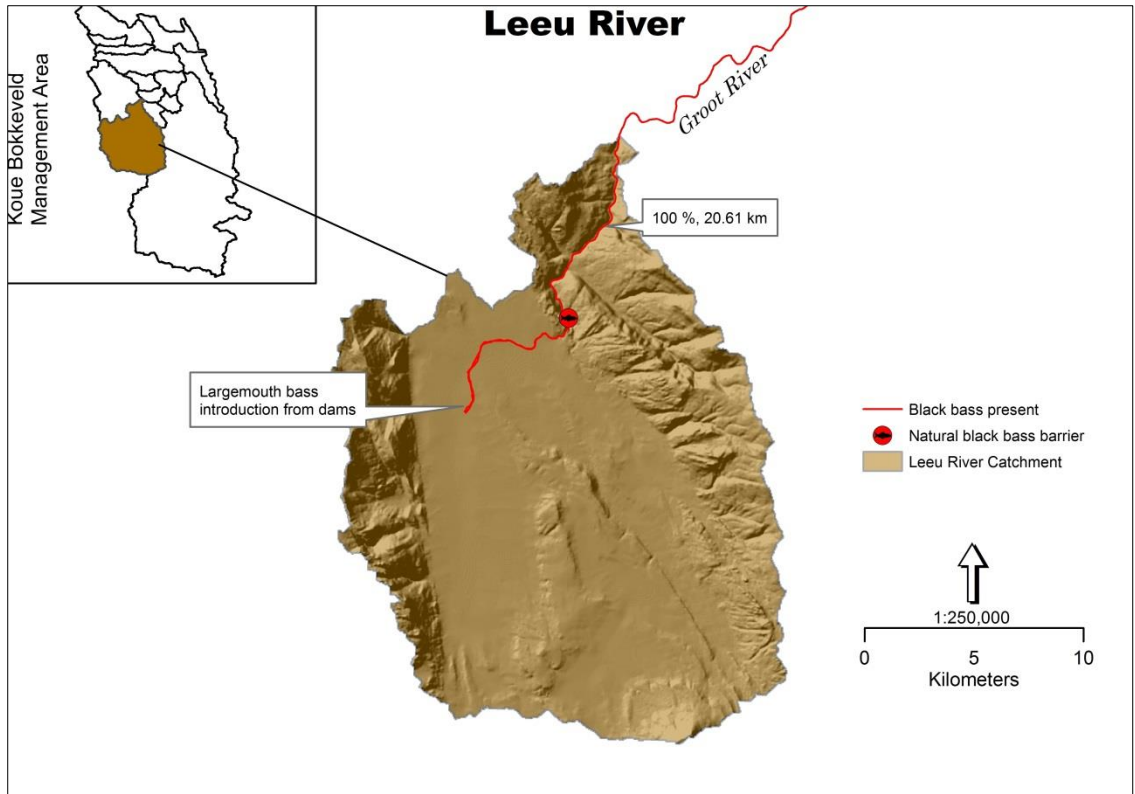 Leeu River
Koue Bokkeveld
Management Area
Groot River
100 %, 20.61 km
Largemouth bass
introduction from dams
Black bass present
Natural black bass barrier
Leeu River Catchment
1:250,000
0 5 10
Kilometers